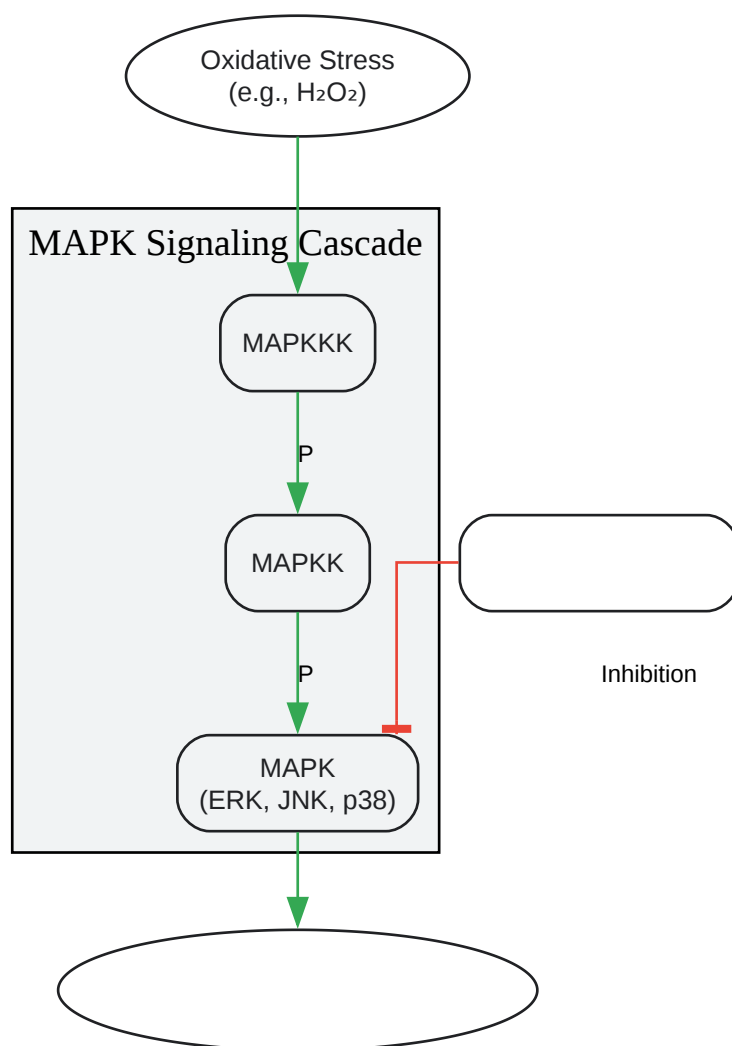 Oxidative Stress
(e.g., H₂O₂)
MAPK Signaling Cascade
MAPKKK
P
MAPKK
P
Inhibition
MAPK
(ERK, JNK, p38)